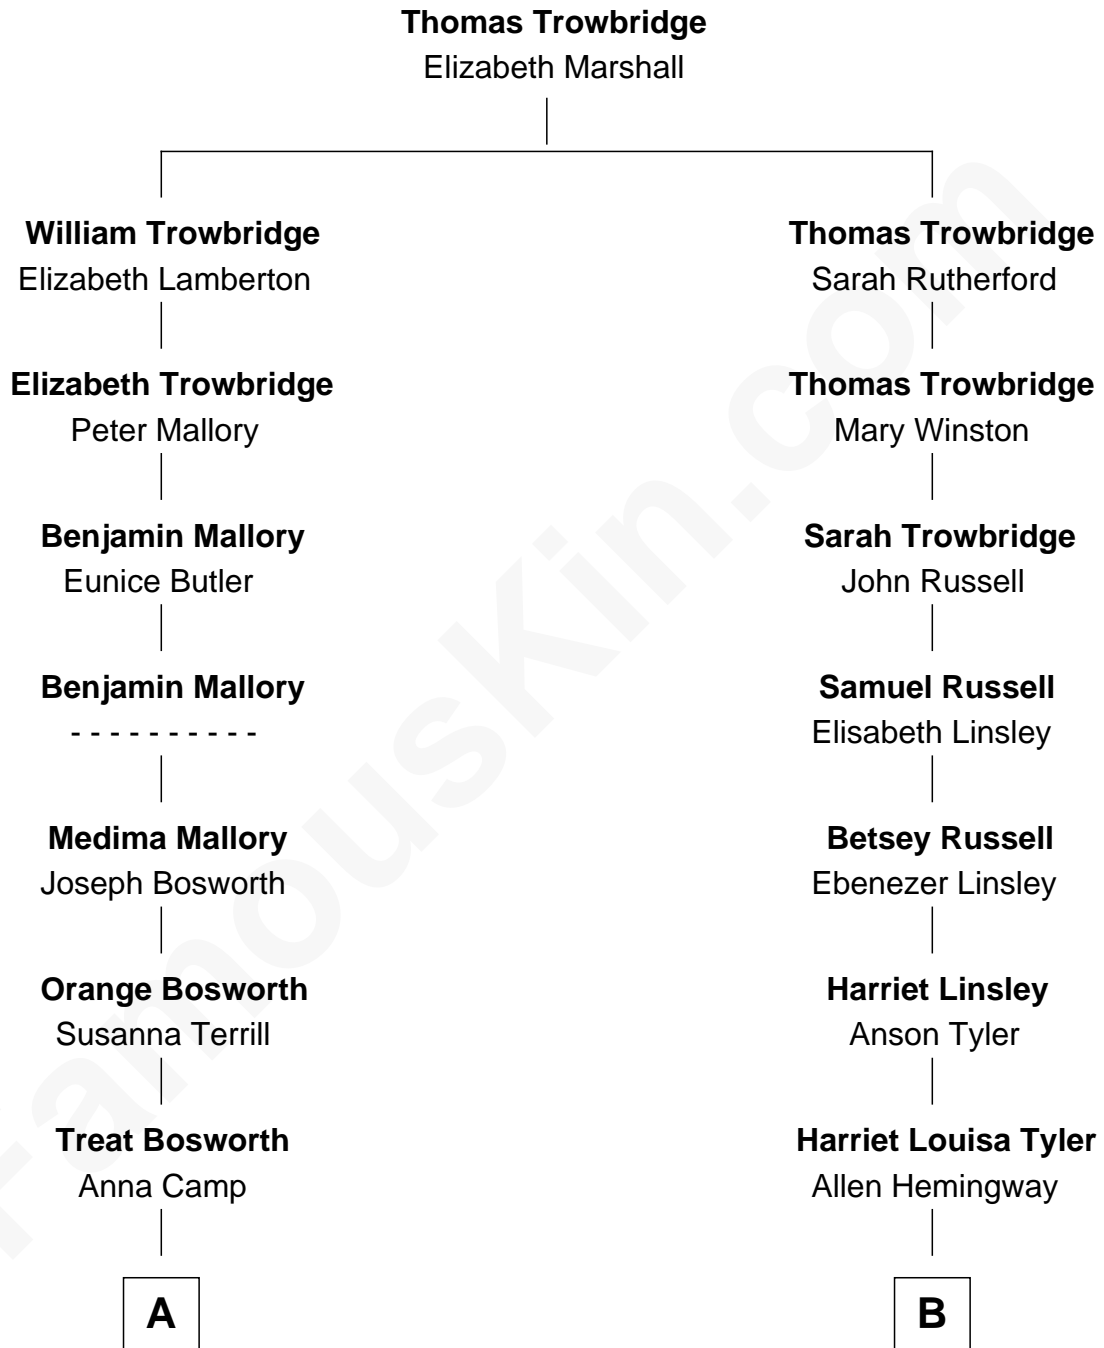 Thomas Trowbridge
Elizabeth Marshall
William Trowbridge
Elizabeth Lamberton
Thomas Trowbridge
Sarah Rutherford
Elizabeth Trowbridge
Peter Mallory
Thomas Trowbridge
Mary Winston
Benjamin Mallory
Eunice Butler
Sarah Trowbridge
John Russell
Benjamin Mallory
- - - - - - - - - -
Samuel Russell
Elisabeth Linsley
Medima Mallory
Joseph Bosworth
Betsey Russell
Ebenezer Linsley
Orange Bosworth
Susanna Terrill
Harriet Linsley
Anson Tyler
Treat Bosworth
Anna Camp
Harriet Louisa Tyler
Allen Hemingway
A
B
FamousKin.com